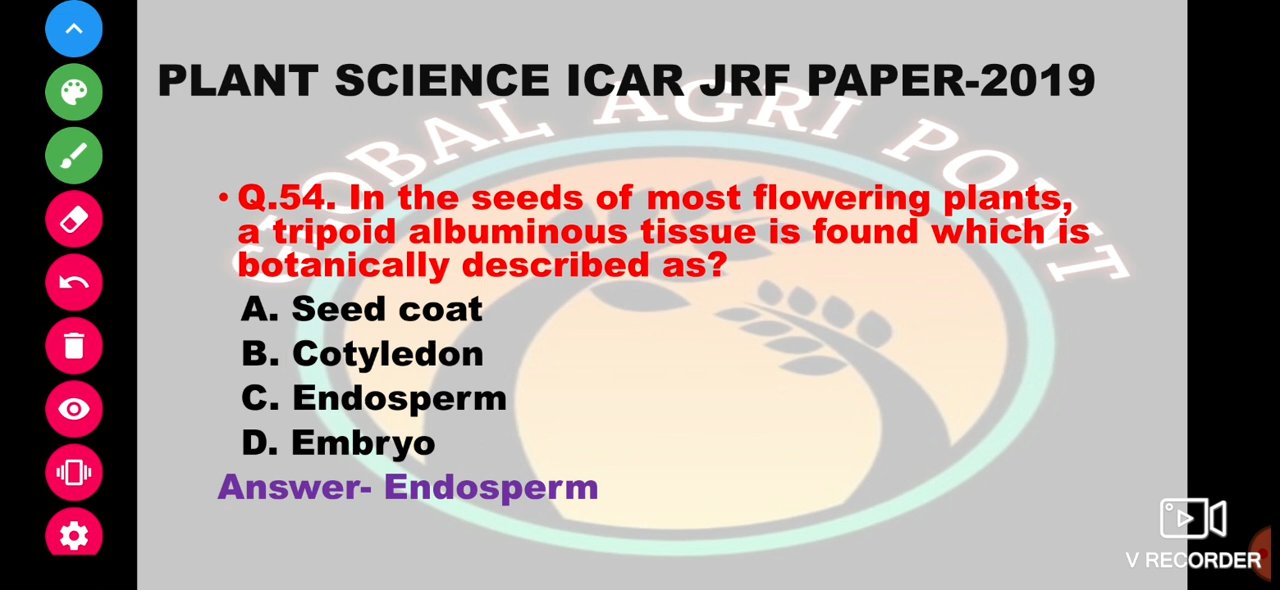 PLANT SCIENCE ICAR JRF PAPER-2019
GLOBAL AGRI PONT
• Q.54. In the seeds of most flowering plants,
a tripoid albuminous tissue is found which is
botanically described as?
A. Seed coat
B. Cotyledon
C. Endosperm
D. Embryo
Answer- Endosperm
V RECORDER